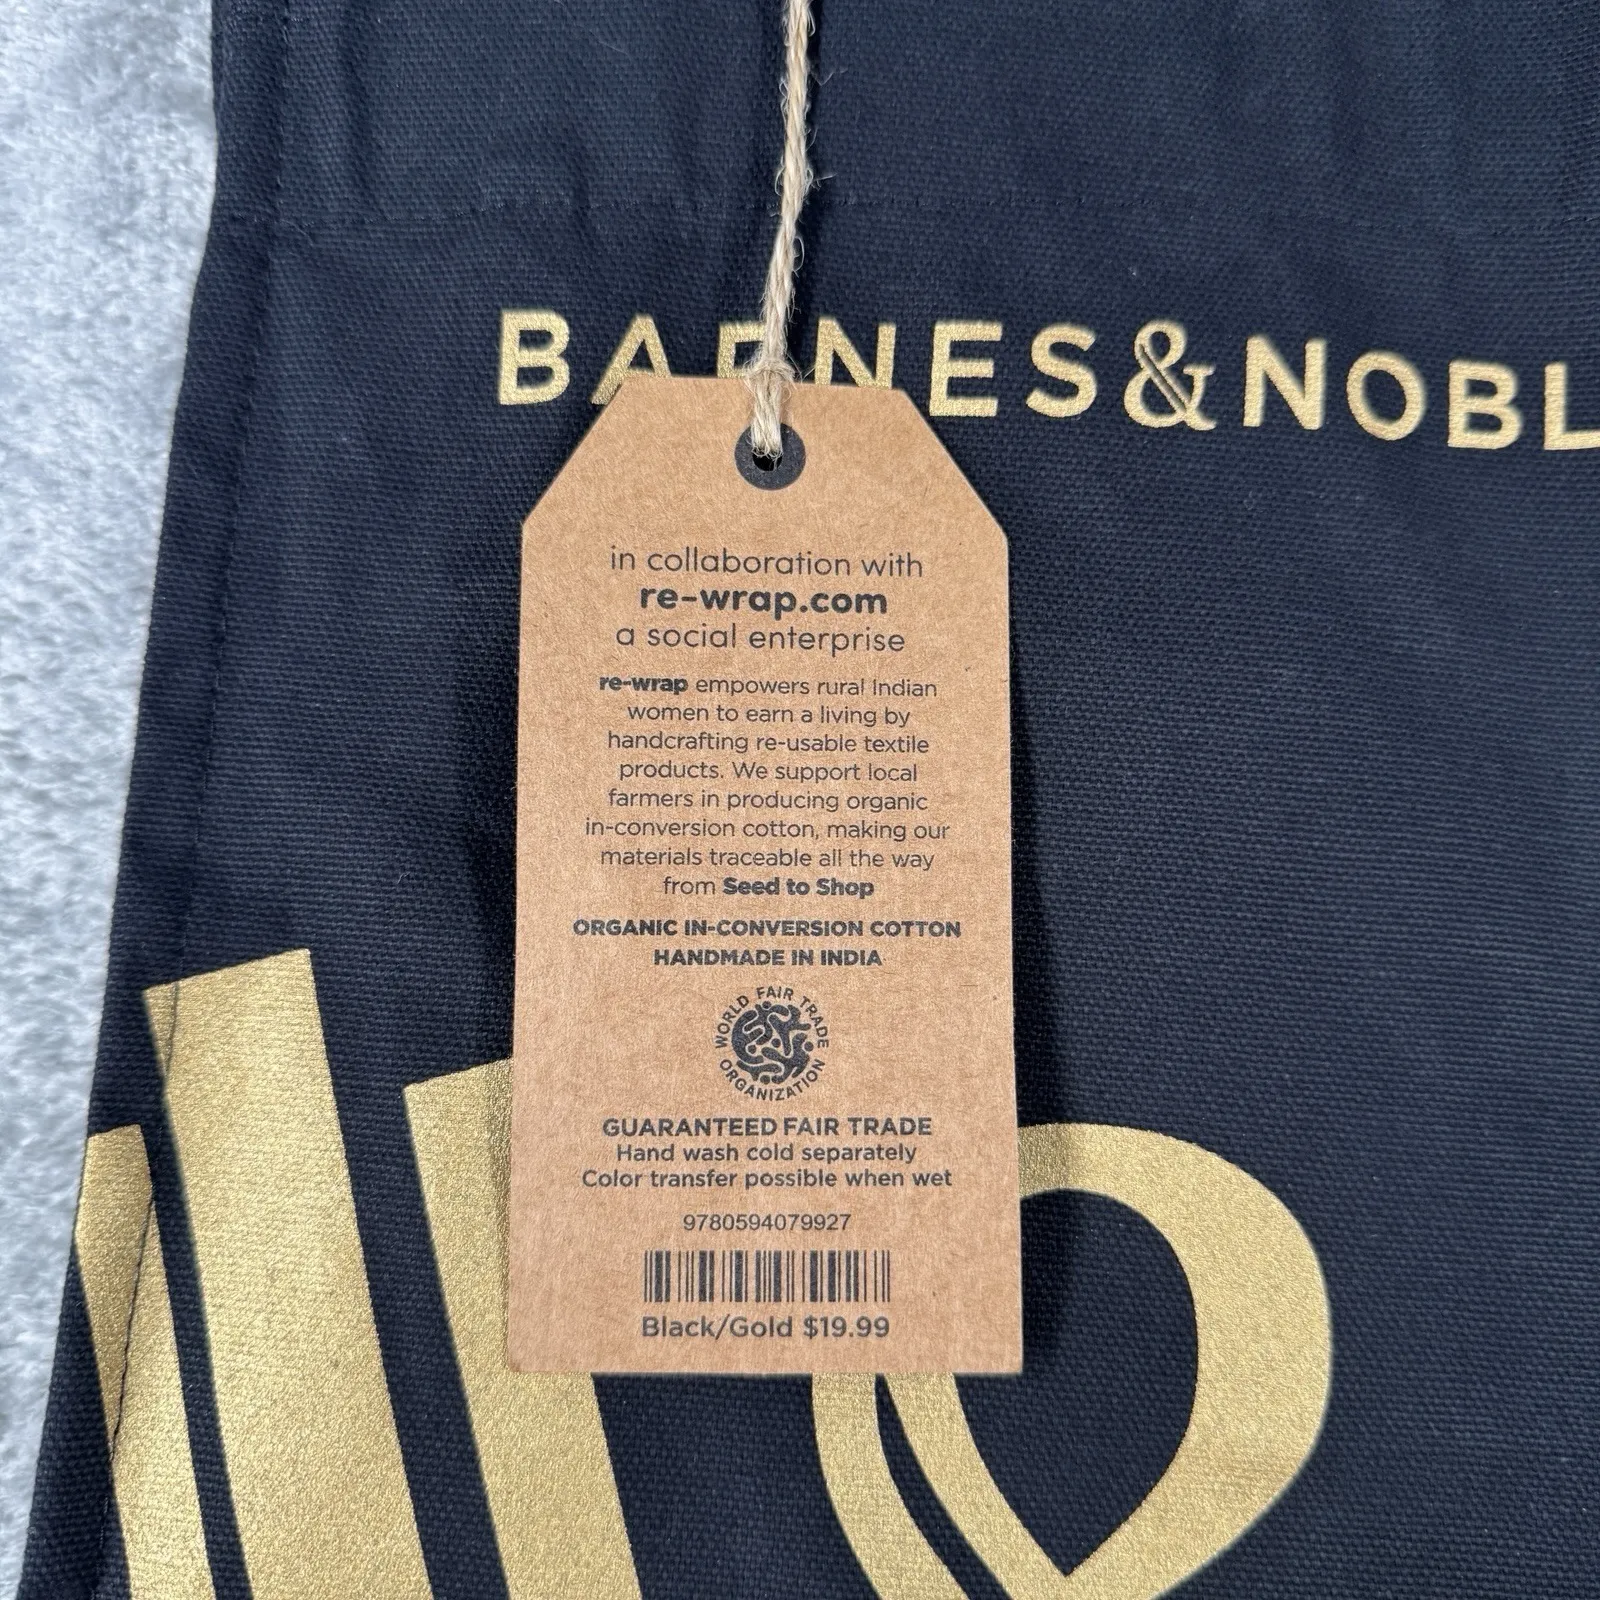 BARNES&NOBL
in collaboration with
re-wrap.com
a social enterprise
re-wrap empowers rural Indian
women to earn a living by
handcrafting re-usable textile
products. We support local
farmers in producing organic
in-conversion cotton, making our
materials traceable all the way
from Seed to Shop
ORGANIC IN-CONVERSION COTTON
HANDMADE IN INDIA
WORLD FAIR TRADE
ORGANIZATION
GUARANTEED FAIR TRADE
Hand wash cold separately
Color transfer possible when wet
9780594079927
Black/Gold $19.99